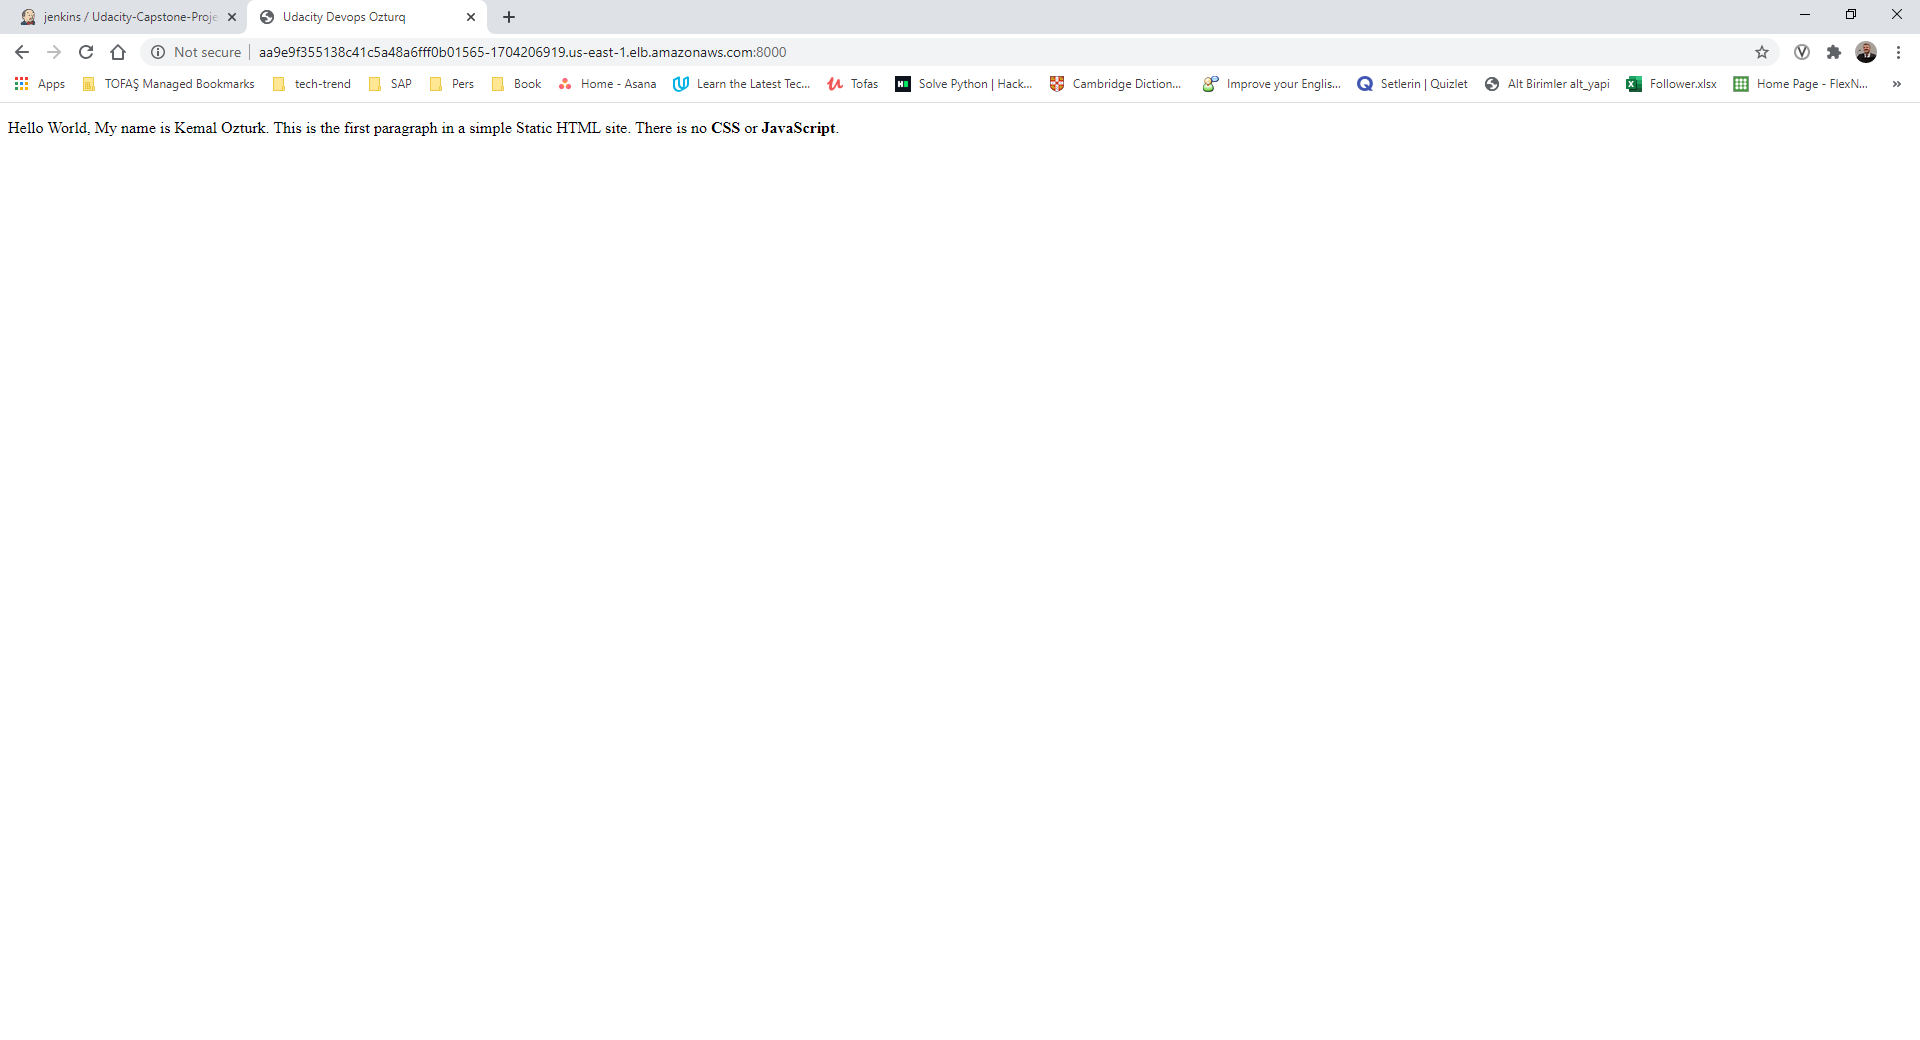 jenkins / Udacity-Capstone-Proje
Udacity Devops Ozturq
Not secure aa9e9f355138c41c5a48a6fff0b01565-1704206919.us-east-1.elb.amazonaws.com:8000
Apps TOFAŞ Managed Bookmarks tech-trend SAP Pers Book Home - Asana Learn the Latest Tec... Tofas Solve Python | Hack... Cambridge Diction... Improve your Englis... Setlerin | Quizlet Alt Birimler alt_yapi Follower.xlsx Home Page - FlexN... »
Hello World, My name is Kemal Ozturk. This is the first paragraph in a simple Static HTML site. There is no CSS or JavaScript.